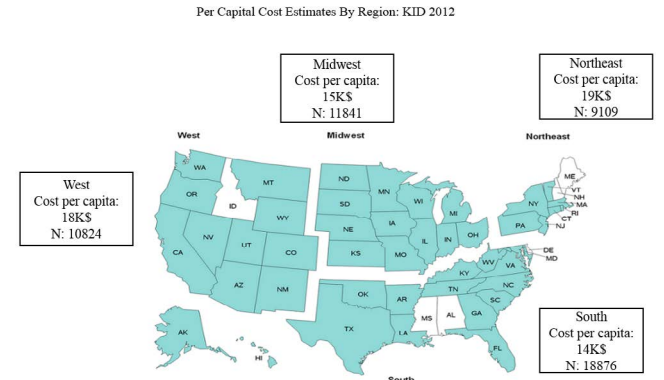 Per Capital Cost Estimates By Region: KID 2012
Midwest
Cost per capita:
15K$
N: 11841
Northeast
Cost per capita:
19K$
N: 9109
West
Midwest
Northeast
West
Cost per capita:
18K$
N: 10824
WA
OR
ID
MT
WY
NV
UT
CO
CA
AZ
NM
AK
HI
ND
SD
NE
KS
MN
IA
MO
WI
IL
MI
IN
OH
ME
VT
NH
MA
RI
CT
NJ
NY
PA
DE
MD
WV
VA
KY
NC
TN
SC
OK
AR
MS
AL
GA
TX
LA
FL
South
Cost per capita:
14K$
N: 18876
South